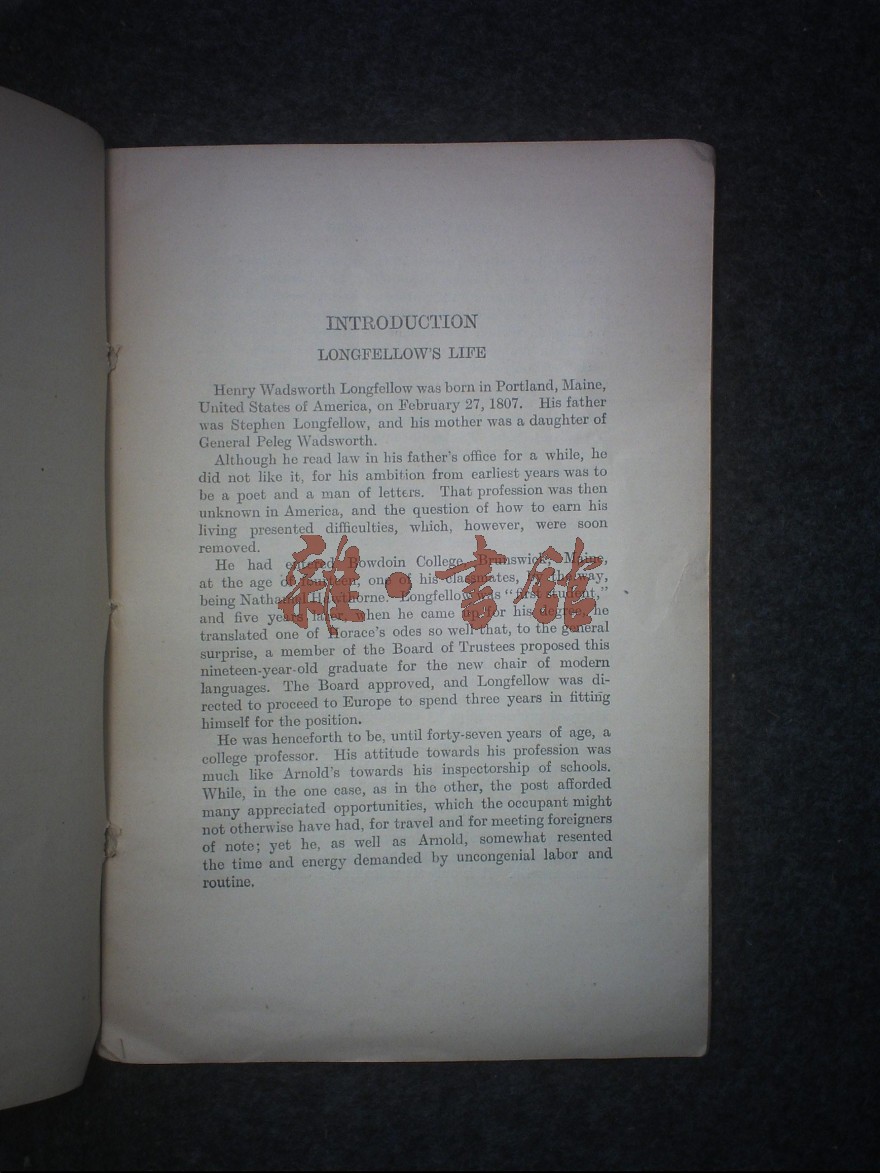 INTRODUCTION
LONGFELLOW'S LIFE
Henry Wadsworth Longfellow was born in Portland, Maine,
United States of America, on February 27, 1807. His father
was Stephen Longfellow, and his mother was a daughter of
General Peleg Wadsworth.
Although he read law in his father's office for a while, he
did not like it, for his ambition from earliest years was to
be a poet and a man of letters. That profession was then
unknown in America, and the question of how to earn his
living presented difficulties, which, however, were soon
removed.
He had entered Bowdoin College, Brunswick, Maine,
at the age of fourteen, one of his classmates, by the way,
being Nathaniel Hawthorne. Longfellow was "first student,"
and five years later, when he came up for his degree, he
translated one of Horace's odes so well that, to the general
surprise, a member of the Board of Trustees proposed this
nineteen-year-old graduate for the new chair of modern
languages. The Board approved, and Longfellow was di-
rected to proceed to Europe to spend three years in fitting
himself for the position.
He was henceforth to be, until forty-seven years of age, a
college professor. His attitude towards his profession was
much like Arnold's towards his inspectorship of schools.
While, in the one case, as in the other, the post afforded
many appreciated opportunities, which the occupant might
not otherwise have had, for travel and for meeting foreigners
of note; yet he, as well as Arnold, somewhat resented
the time and energy demanded by uncongenial labor and
routine.
雜·書館